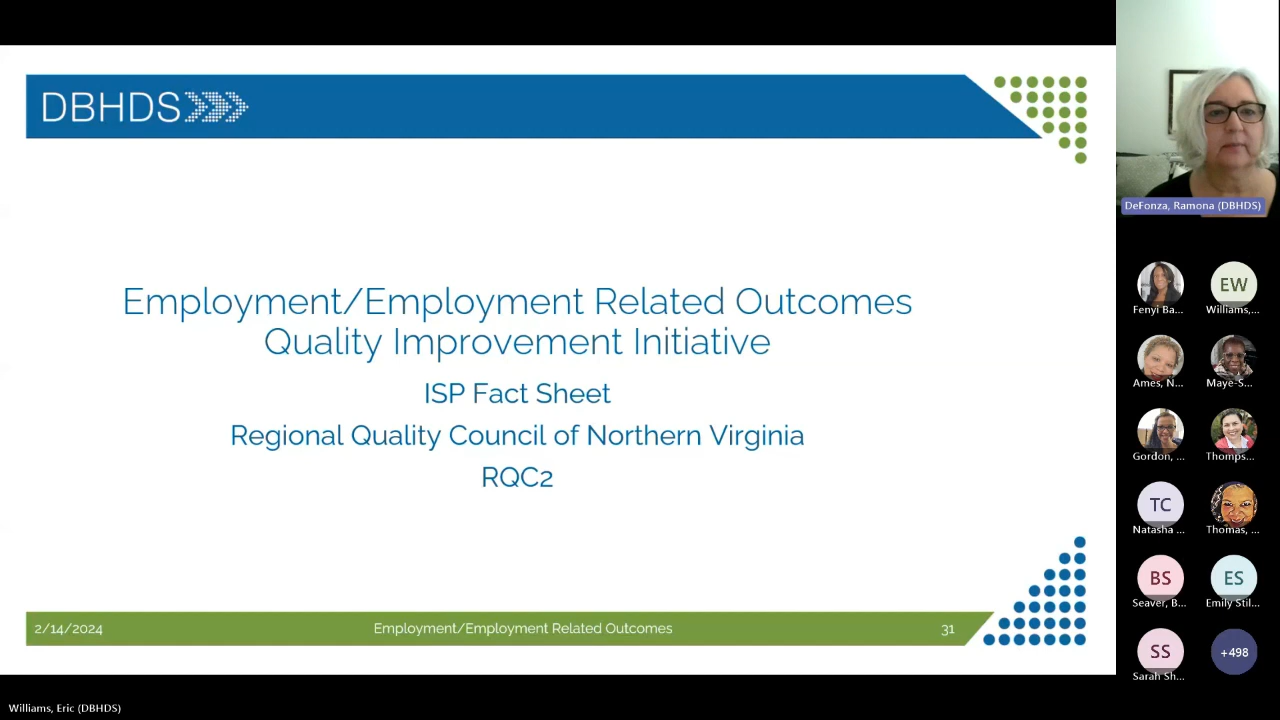 DBHDS
Employment/Employment Related Outcomes
Quality Improvement Initiative
ISP Fact Sheet
Regional Quality Council of Northern Virginia
RQC2
2/14/2024
Employment/Employment Related Outcomes
31
DeFonza, Ramona (DBHDS)
Fenyi Ba...
EW
Williams,...
Ames, N...
Maye-S...
Gordon, ...
Thomps...
TC
Natasha ...
Thomas, ...
BS
Seaver, B...
ES
Emily Stil...
SS
Sarah Sh...
+498
Williams, Eric (DBHDS)